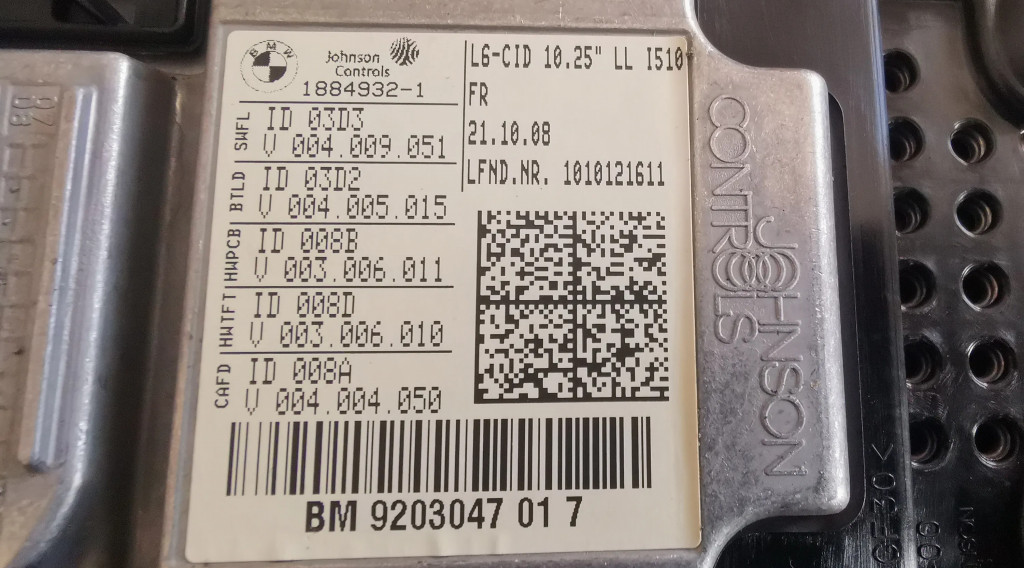 BMW
Johnson
Controls
1884932-1
SWFL
ID 03D3
V 004.009.051
BTLD
ID 03D2
V 004.005.015
HWPCB
ID 008B
V 003.006.011
HWTFT
ID 008D
V 003.006.010
CAFD
ID 008A
V 004.004.050
L6-CID 10.25" LL I510
FR
21.10.08
LFND.NR. 1010121611
BM 9203047 01 7
JOHNSON
CONTROLS